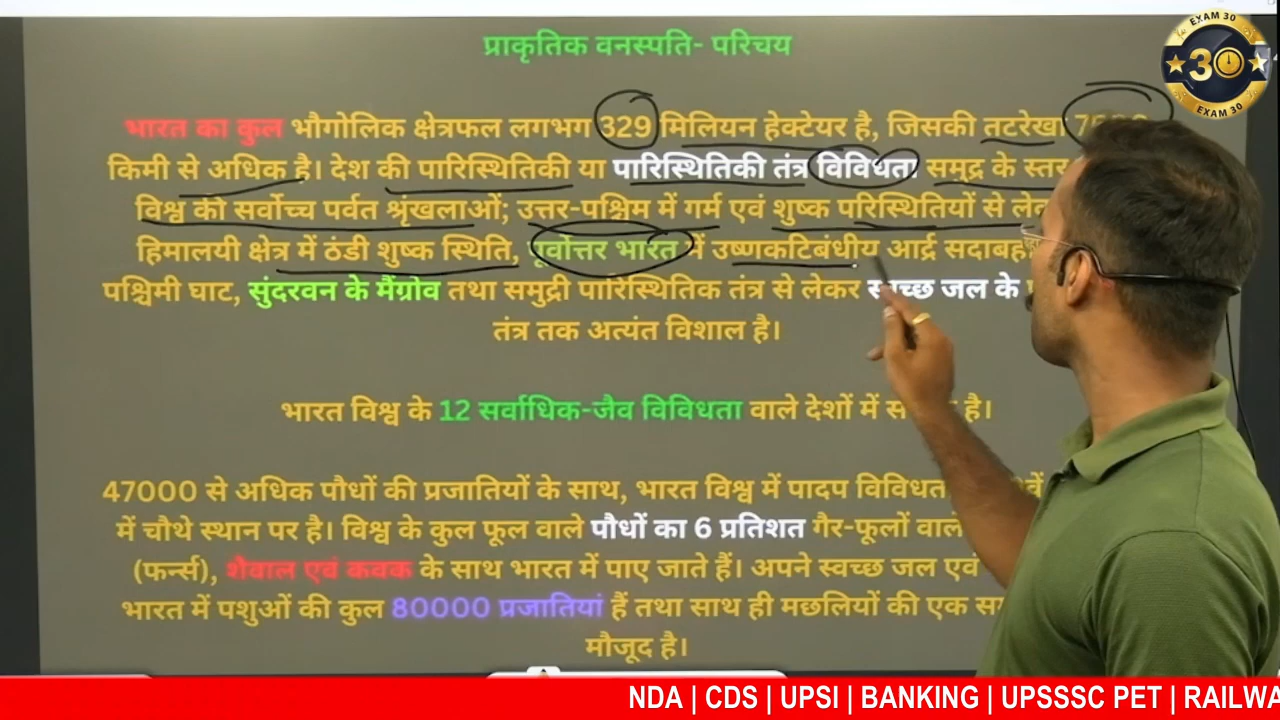 EXAM 30
30
EXAM 30
प्राकृतिक वनस्पति- परिचय
भारत का कुल भौगोलिक क्षेत्रफल लगभग 329 मिलियन हेक्टेयर है, जिसकी तटरेखा
किमी से अधिक है। देश की पारिस्थितिकी या पारिस्थितिकी तंत्र विविधता समुद्र के स्तर
विश्व की सर्वोच्च पर्वत श्रृंखलाओं; उत्तर-पश्चिम में गर्म एवं शुष्क परिस्थितियों से
हिमालयी क्षेत्र में ठंडी शुष्क स्थिति, पूर्वोत्तर भारत में उष्णकटिबंधीय आर्द्र
पश्चिमी घाट, सुंदरवन के मैंग्रोव तथा समुद्री पारिस्थितिक तंत्र से लेकर स्वच्छ जल के
तंत्र तक अत्यंत विशाल है।
भारत विश्व के 12 सर्वाधिक-जैव विविधता वाले देशों में है।
47000 से अधिक पौधों की प्रजातियों के साथ, भारत विश्व में पादप
में चौथे स्थान पर है। विश्व के कुल फूल वाले पौधों का 6 प्रतिशत गैर-फूलों वाले
(फर्न्स), शैवाल एवं कवक के साथ भारत में पाए जाते हैं। अपने स्वच्छ जल एवं
भारत में पशुओं की कुल 80000 प्रजातियां हैं तथा साथ ही मछलियों की एक
मौजूद है।
NDA | CDS | UPSI | BANKING | UPSSSC PET | RAILWA